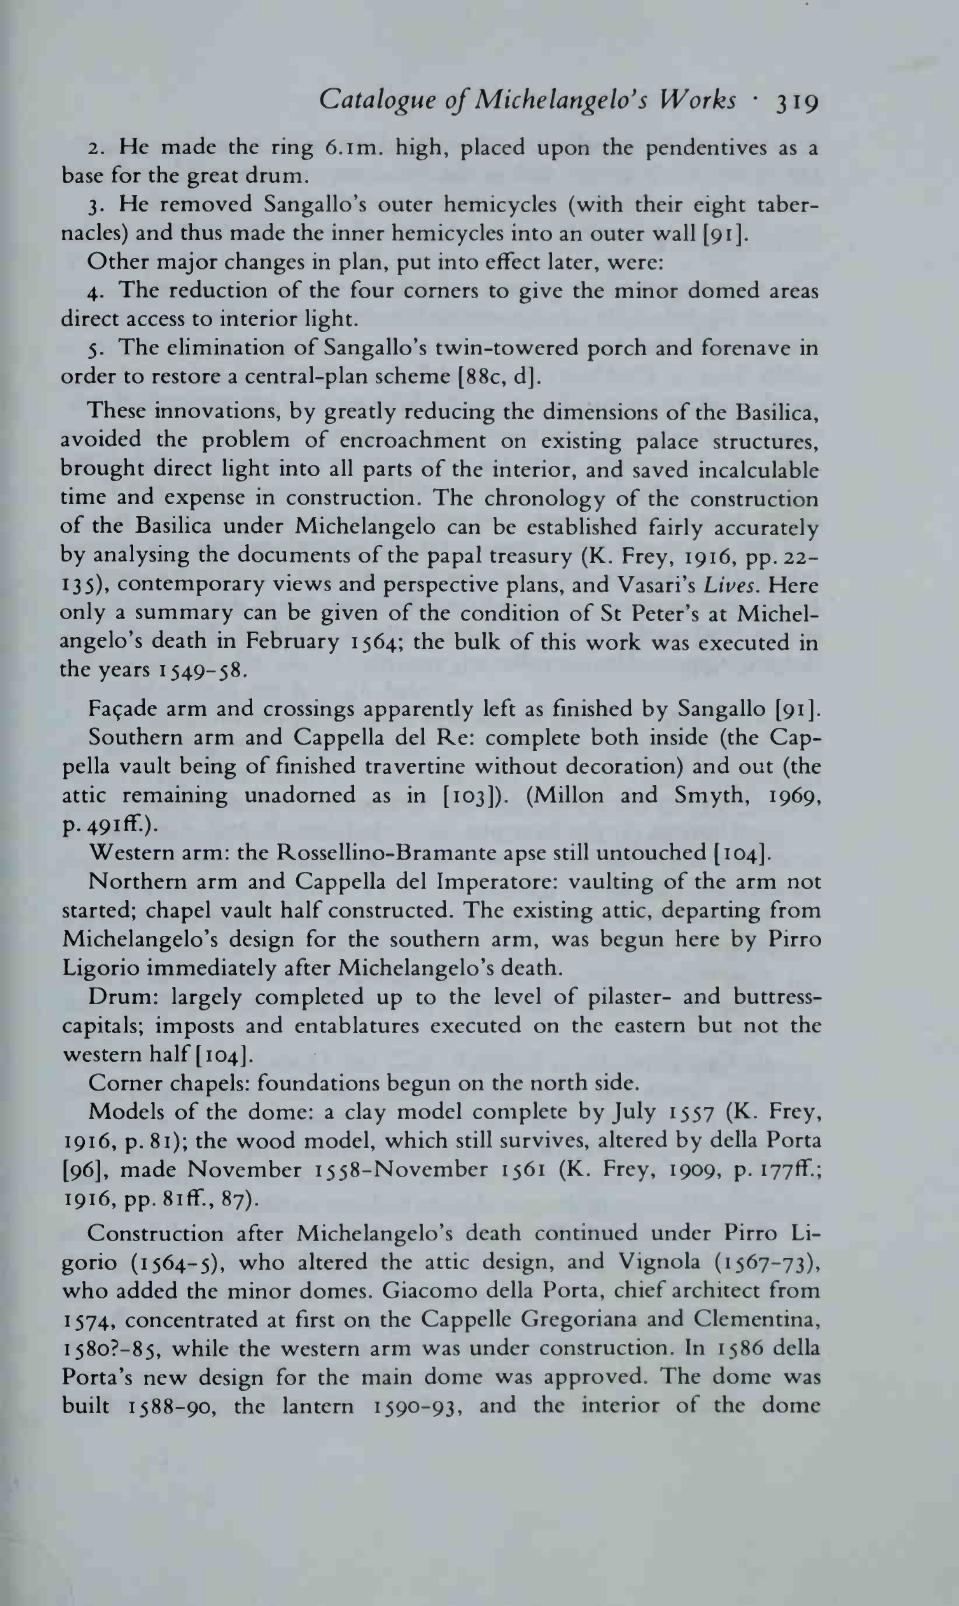 Catalogue of Michelangelo's Works · 319
2. He made the ring 6.1m. high, placed upon the pendentives as a
base for the great drum.
3. He removed Sangallo's outer hemicycles (with their eight taber-
nacles) and thus made the inner hemicycles into an outer wall [91].
Other major changes in plan, put into effect later, were:
4. The reduction of the four corners to give the minor domed areas
direct access to interior light.
5. The elimination of Sangallo's twin-towered porch and forenave in
order to restore a central-plan scheme [88c, d].
These innovations, by greatly reducing the dimensions of the Basilica,
avoided the problem of encroachment on existing palace structures,
brought direct light into all parts of the interior, and saved incalculable
time and expense in construction. The chronology of the construction
of the Basilica under Michelangelo can be established fairly accurately
by analysing the documents of the papal treasury (K. Frey, 1916, pp. 22-
135), contemporary views and perspective plans, and Vasari's Lives. Here
only a summary can be given of the condition of St Peter's at Michel-
angelo's death in February 1564; the bulk of this work was executed in
the years 1549-58.
Façade arm and crossings apparently left as finished by Sangallo [91].
Southern arm and Cappella del Re: complete both inside (the Cap-
pella vault being of finished travertine without decoration) and out (the
attic remaining unadorned as in [103]). (Millon and Smyth, 1969,
p. 491ff.).
Western arm: the Rossellino-Bramante apse still untouched [104].
Northern arm and Cappella del Imperatore: vaulting of the arm not
started; chapel vault half constructed. The existing attic, departing from
Michelangelo's design for the southern arm, was begun here by Pirro
Ligorio immediately after Michelangelo's death.
Drum: largely completed up to the level of pilaster- and buttress-
capitals; imposts and entablatures executed on the eastern but not the
western half [104].
Corner chapels: foundations begun on the north side.
Models of the dome: a clay model complete by July 1557 (K. Frey,
1916, p. 81); the wood model, which still survives, altered by della Porta
[96], made November 1558-November 1561 (K. Frey, 1909, p. 177ff.;
1916, pp. 81ff., 87).
Construction after Michelangelo's death continued under Pirro Li-
gorio (1564-5), who altered the attic design, and Vignola (1567-73),
who added the minor domes. Giacomo della Porta, chief architect from
1574, concentrated at first on the Cappelle Gregoriana and Clementina,
1580?-85, while the western arm was under construction. In 1586 della
Porta's new design for the main dome was approved. The dome was
built 1588-90, the lantern 1590-93, and the interior of the dome